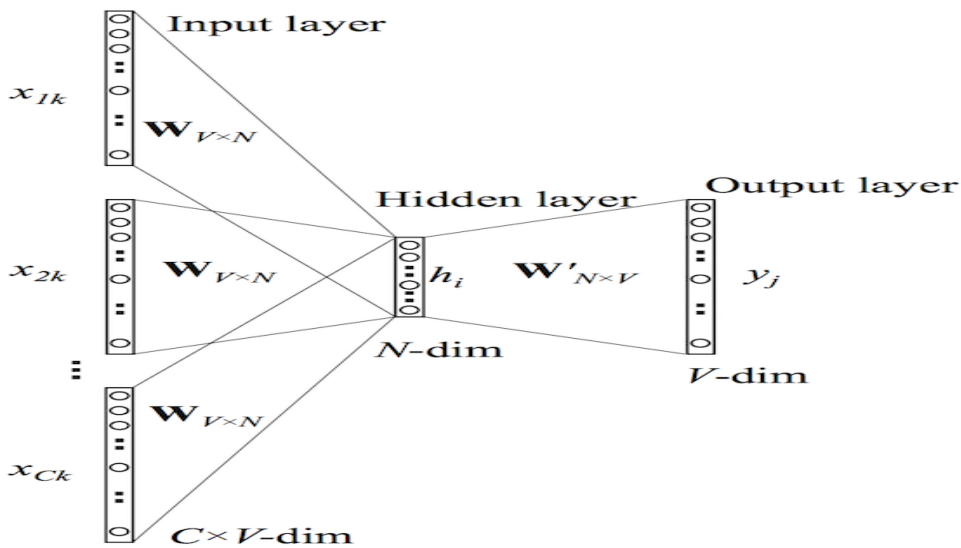 Input layer
x1k
WV×N
Hidden layer
Output layer
x2k
WV×N
hi
W'N×V
yj
N-dim
V-dim
WV×N
xCk
C×V-dim